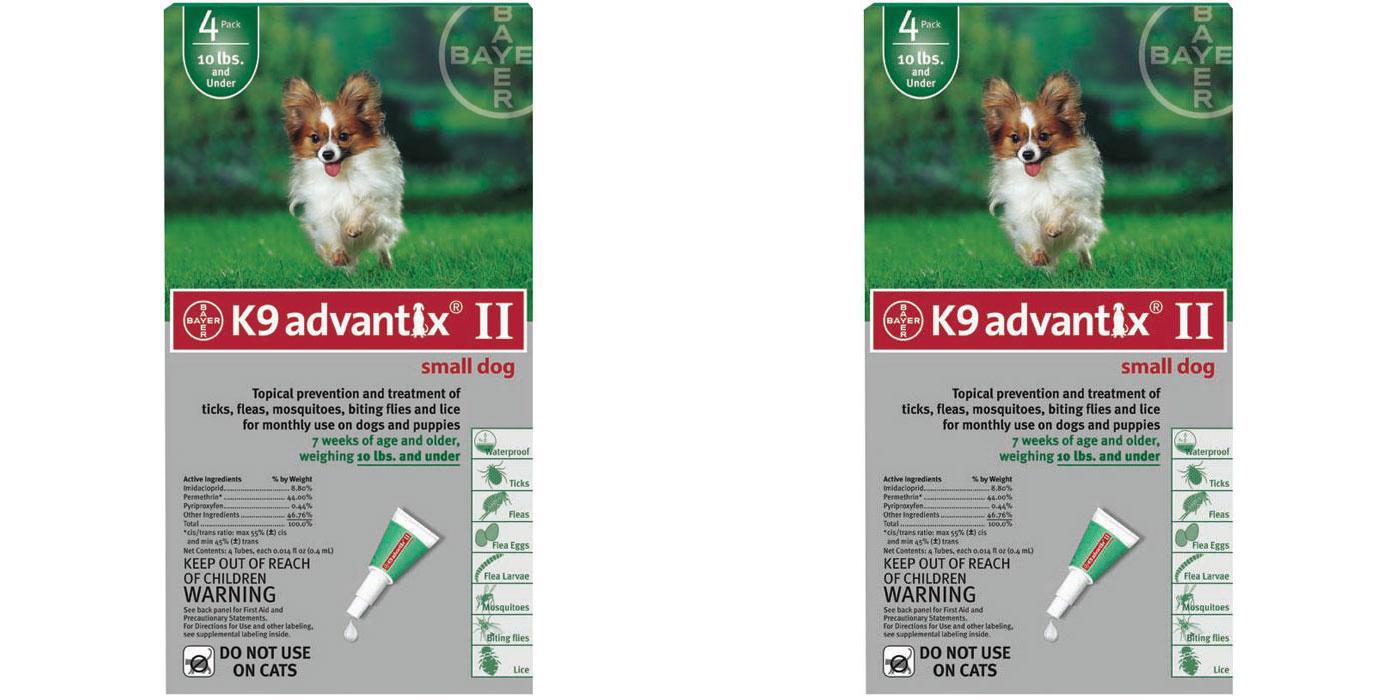 4 Pack
10 lbs.
and
Under
BAYER
BAYER
BAYER
BAYER
K9 advantix® II
small dog
Topical prevention and treatment of
ticks, fleas, mosquitoes, biting flies and lice
for monthly use on dogs and puppies
7 weeks of age and older,
weighing 10 lbs. and under
Active Ingredients % by Weight
Imidacloprid........................... 8.80%
Permethrin* ........................... 44.00%
Pyriproxyfen........................... 0.44%
Other Ingredients ................... 46.76%
Total ................................... 100.0%
*cis/trans ratio: max 55% (±) cis
and min 45% (±) trans
Net Contents: 4 Tubes, each 0.014 fl oz (0.4 mL)
KEEP OUT OF REACH
OF CHILDREN
WARNING
See back panel for First Aid and
Precautionary Statements.
For Directions for Use and other labeling,
see supplemental labeling inside.
DO NOT USE
ON CATS
K9 advantix II
Waterproof
Ticks
Fleas
Flea Eggs
Flea Larvae
Mosquitoes
Biting flies
Lice
4 Pack
10 lbs.
and
Under
BAYER
BAYER
BAYER
BAYER
K9 advantix® II
small dog
Topical prevention and treatment of
ticks, fleas, mosquitoes, biting flies and lice
for monthly use on dogs and puppies
7 weeks of age and older,
weighing 10 lbs. and under
Active Ingredients % by Weight
Imidacloprid........................... 8.80%
Permethrin* ........................... 44.00%
Pyriproxyfen........................... 0.44%
Other Ingredients ................... 46.76%
Total ................................... 100.0%
*cis/trans ratio: max 55% (±) cis
and min 45% (±) trans
Net Contents: 4 Tubes, each 0.014 fl oz (0.4 mL)
KEEP OUT OF REACH
OF CHILDREN
WARNING
See back panel for First Aid and
Precautionary Statements.
For Directions for Use and other labeling,
see supplemental labeling inside.
DO NOT USE
ON CATS
K9 advantix II
Waterproof
Ticks
Fleas
Flea Eggs
Flea Larvae
Mosquitoes
Biting flies
Lice